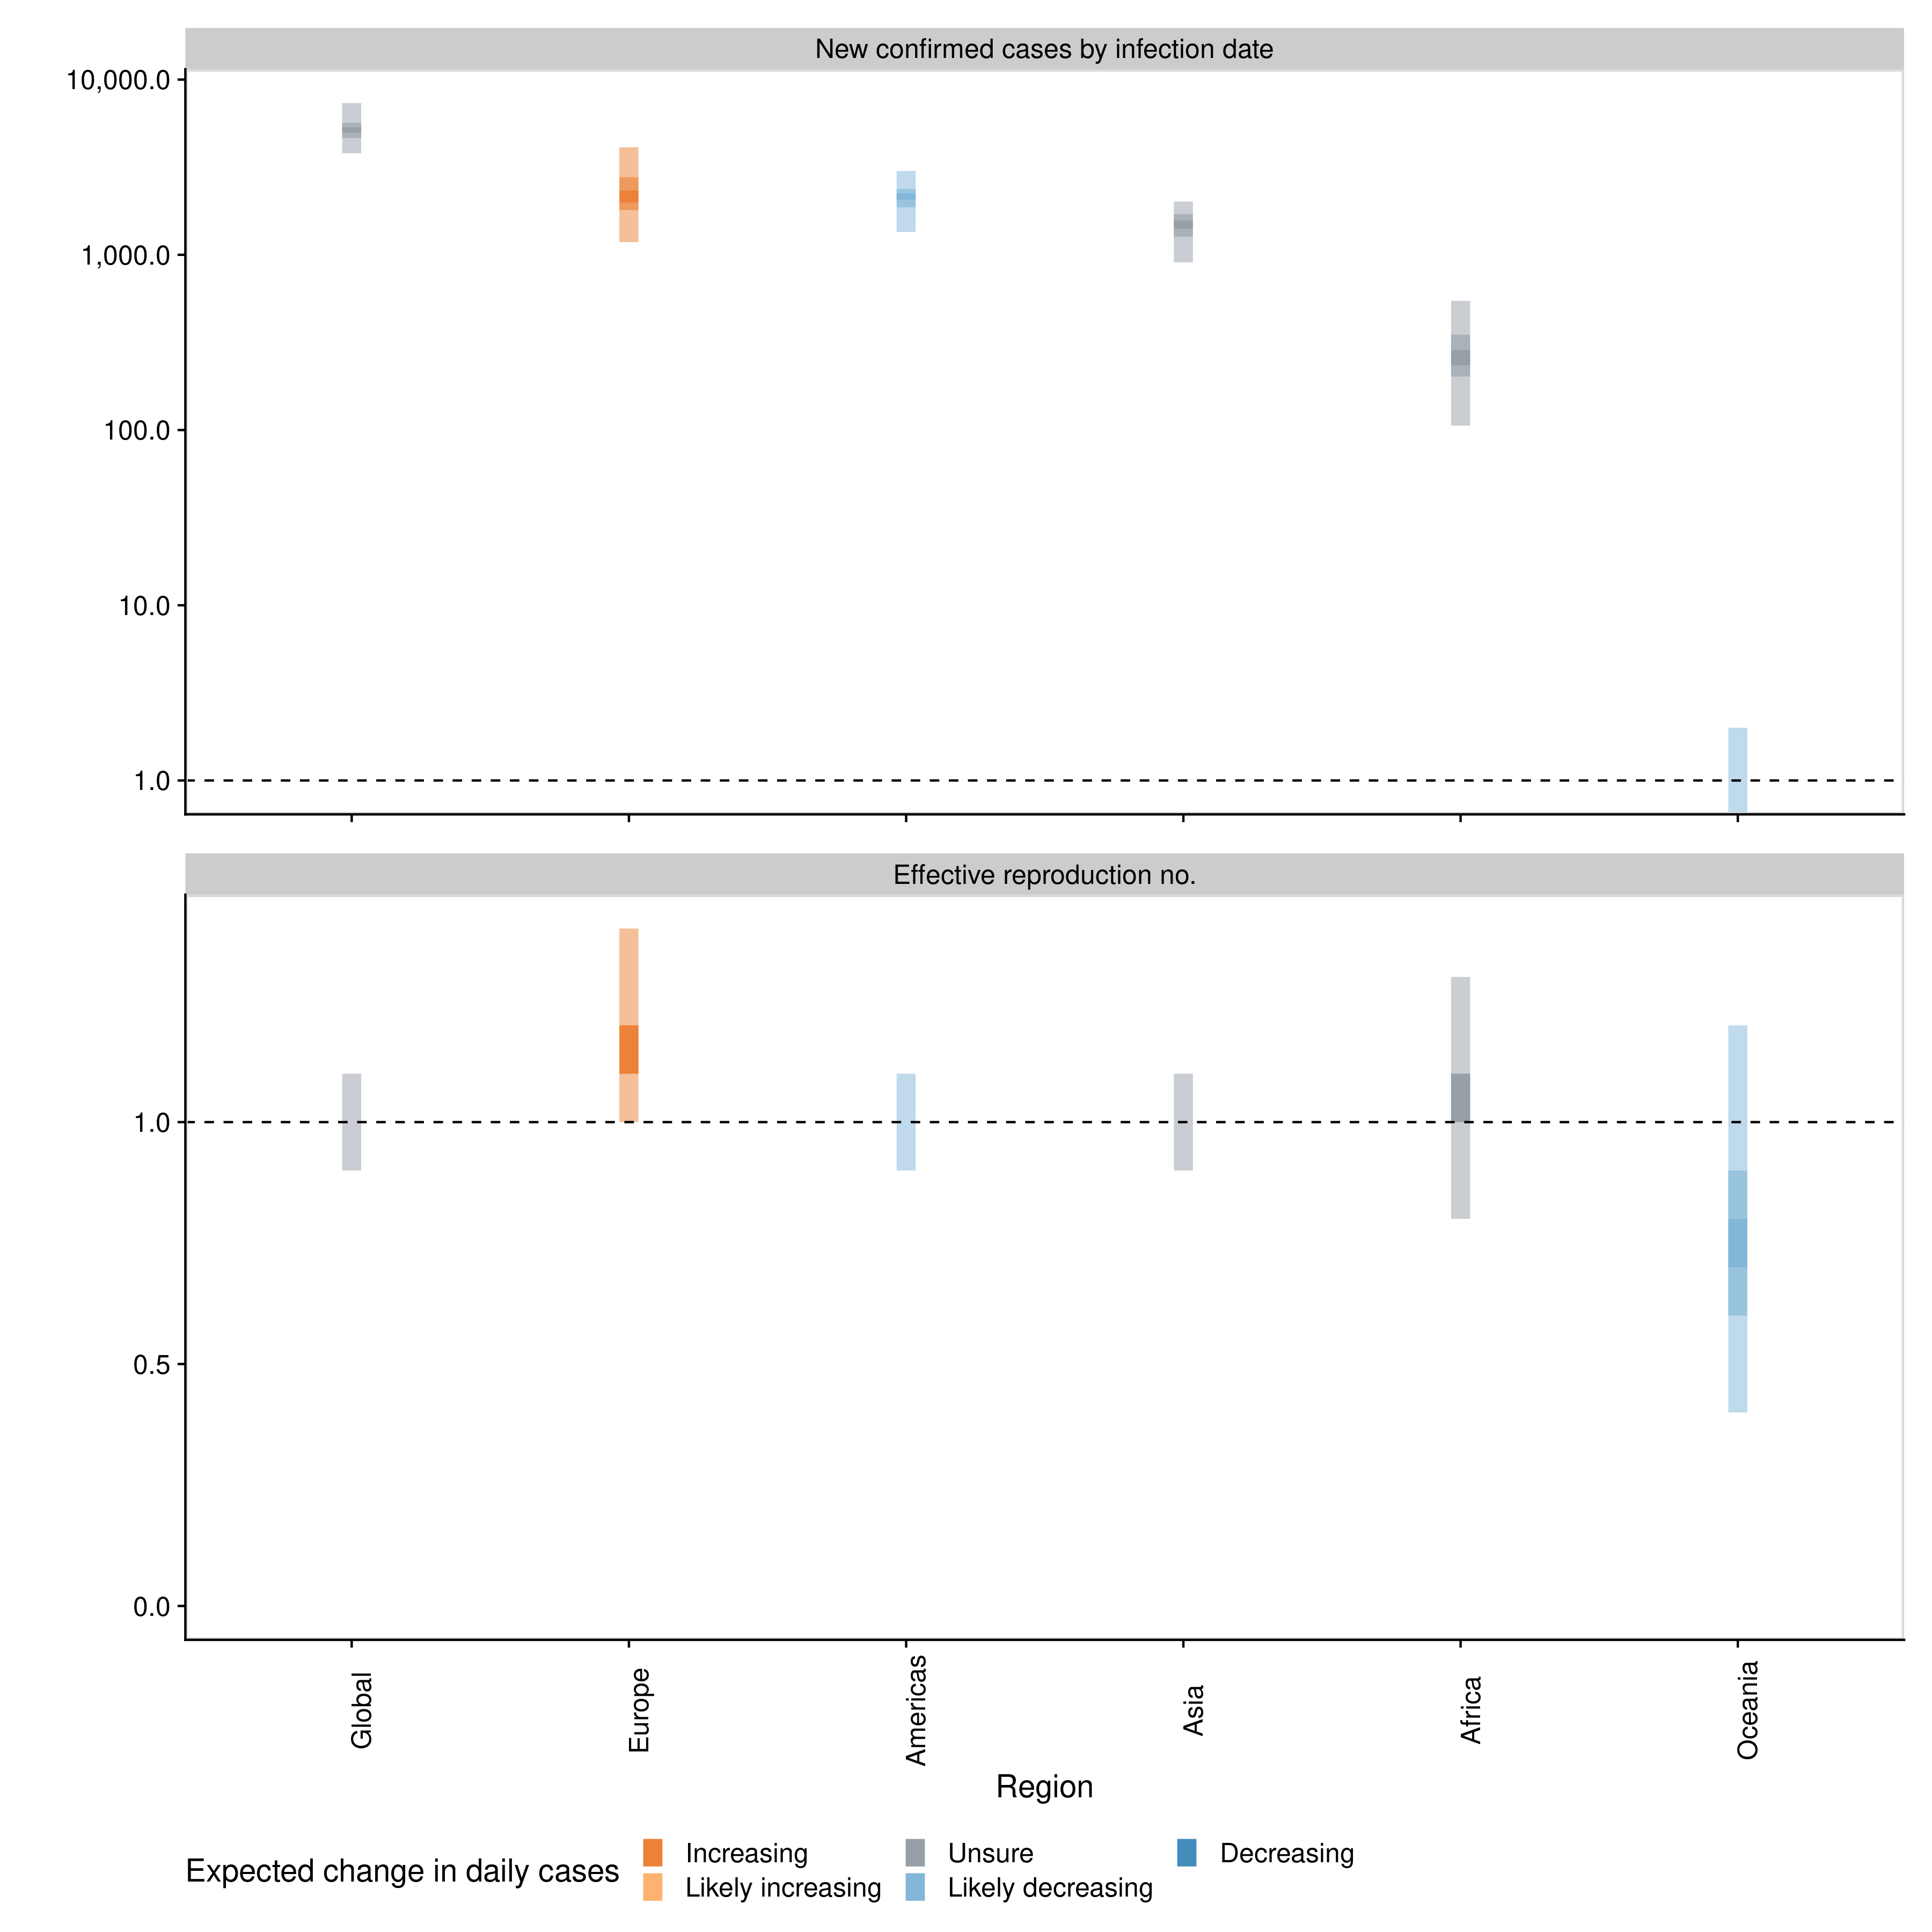 New confirmed cases by infection date
10,000.0
1,000.0
100.0
10.0
1.0
Effective reproduction no.
1.0
0.5
0.0
Global
Europe
Americas
Asia
Africa
Oceania
Region
Expected change in daily cases
Increasing
Unsure
Decreasing
Likely increasing
Likely decreasing